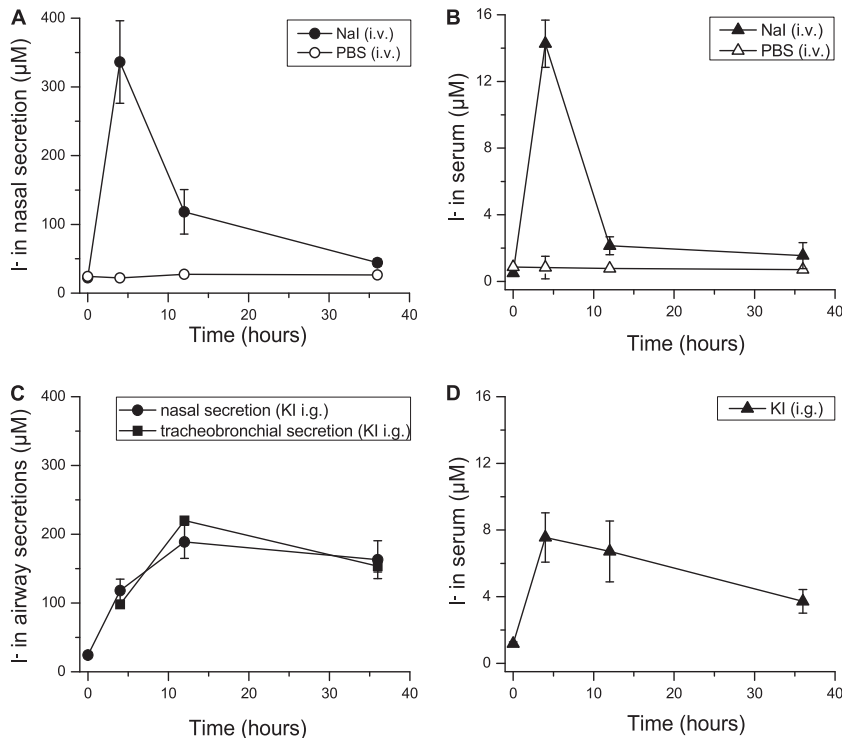 A
NaI (i.v.)
PBS (i.v.)
I- in nasal secretion (µM)
400
300
200
100
0
0 10 20 30 40
Time (hours)
B
NaI (i.v.)
PBS (i.v.)
I- in serum (µM)
16
12
8
4
0
0 10 20 30 40
Time (hours)
C
nasal secretion (KI i.g.)
tracheobronchial secretion (KI i.g.)
I- in airway secretions (µM)
400
300
200
100
0
0 10 20 30 40
Time (hours)
D
KI (i.g.)
I- in serum (µM)
16
12
8
4
0
0 10 20 30 40
Time (hours)